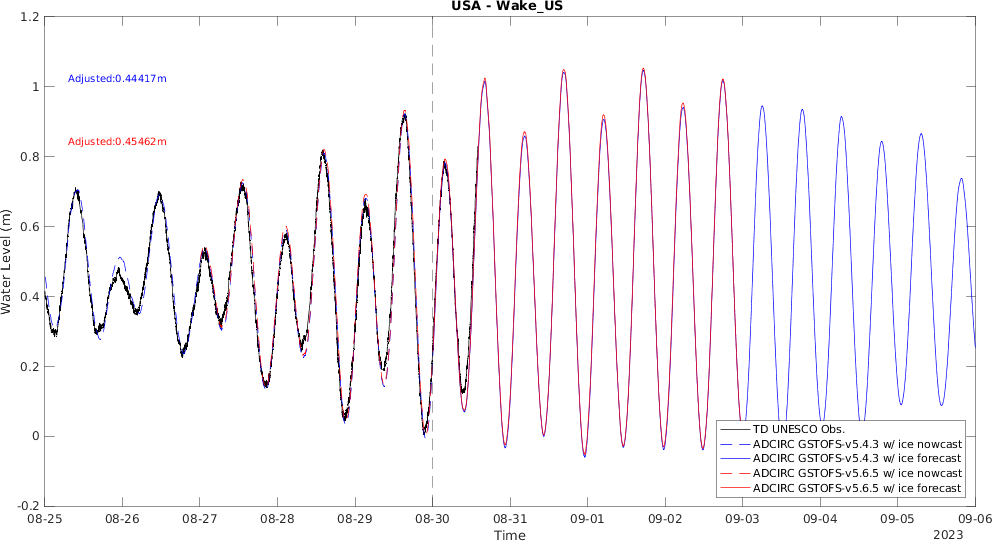 USA - Wake_US
1.2
1
0.8
0.6
0.4
0.2
0
-0.2
Water Level (m)
Adjusted:0.44417m
Adjusted:0.45462m
TD UNESCO Obs.
ADCIRC GSTOFS-v5.4.3 w/ ice nowcast
ADCIRC GSTOFS-v5.4.3 w/ ice forecast
ADCIRC GSTOFS-v5.6.5 w/ ice nowcast
ADCIRC GSTOFS-v5.6.5 w/ ice forecast
08-25 08-26 08-27 08-28 08-29 08-30 08-31 09-01 09-02 09-03 09-04 09-05 09-06
Time
2023